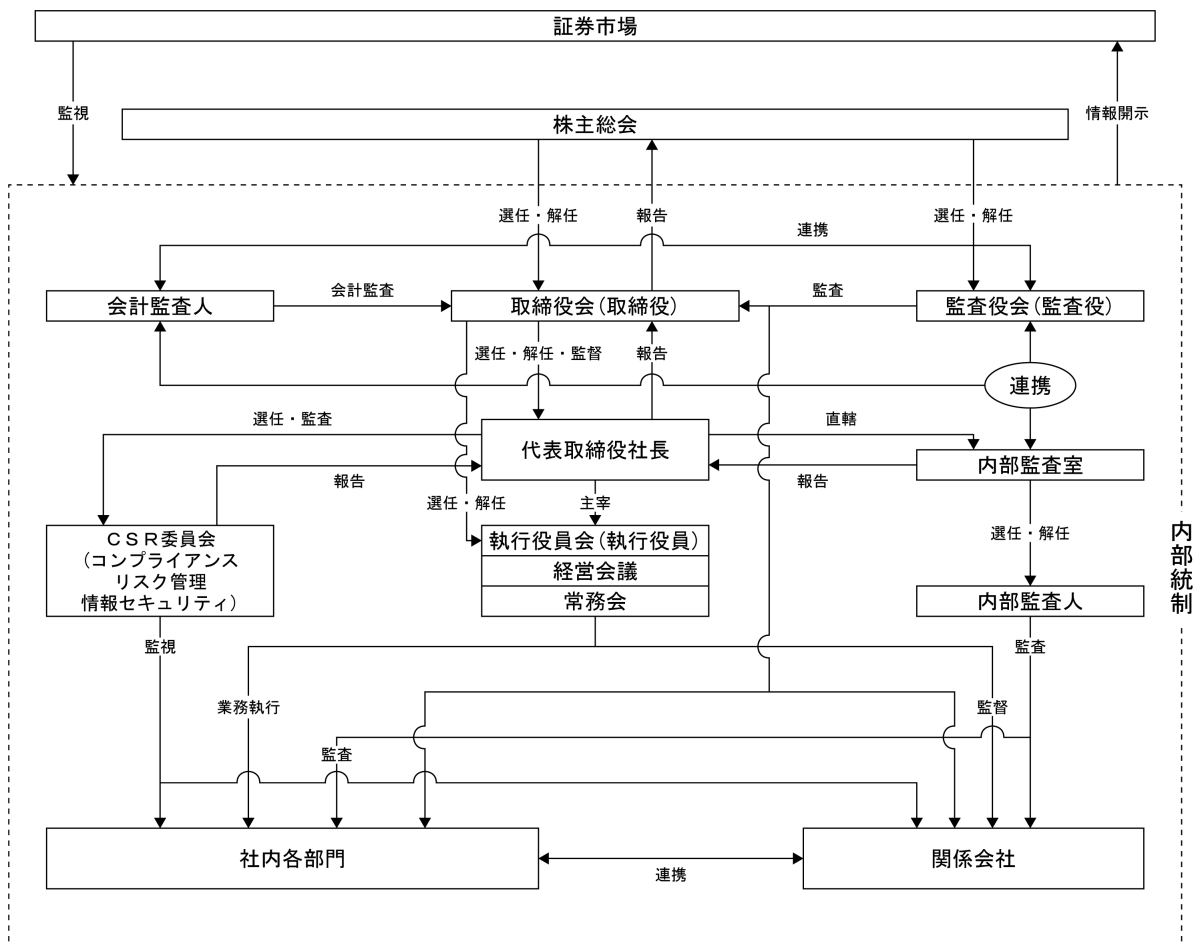 証券市場
監視
情報開示
株主総会
選任・解任
報告
選任・解任
連携
会計監査人
会計監査
取締役会(取締役)
監査
監査役会(監査役)
選任・解任・監督
報告
連携
選任・監査
代表取締役社長
直轄
内部監査室
報告
報告
選任・解任
主宰
CSR委員会
(コンプライアンス
リスク管理
情報セキュリティ)
執行役員会(執行役員)
経営会議
常務会
選任・解任
内部監査人
内部統制
監視
監査
業務執行
監督
監査
社内各部門
連携
関係会社